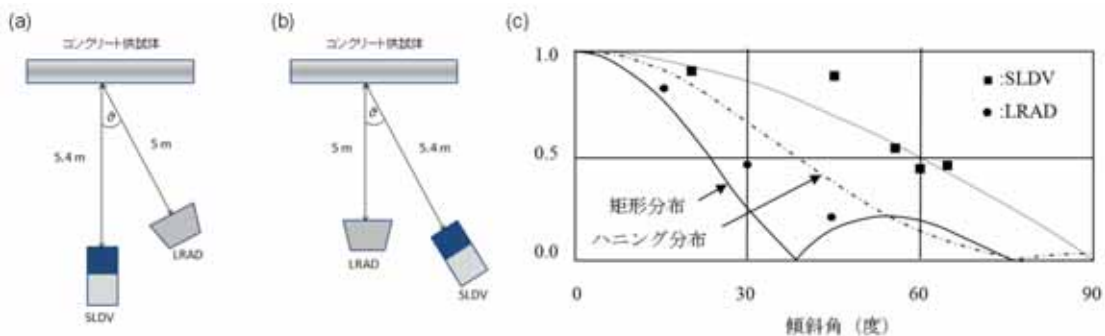 (a)
コンクリート供試体
θ
5.4 m
5 m
LRAD
SLDV
(b)
コンクリート供試体
θ
5 m
5.4 m
LRAD
SLDV
(c)
1.0
0.5
0.0
■:SLDV
●:LRAD
矩形分布
ハニング分布
0
30
60
90
傾斜角(度)